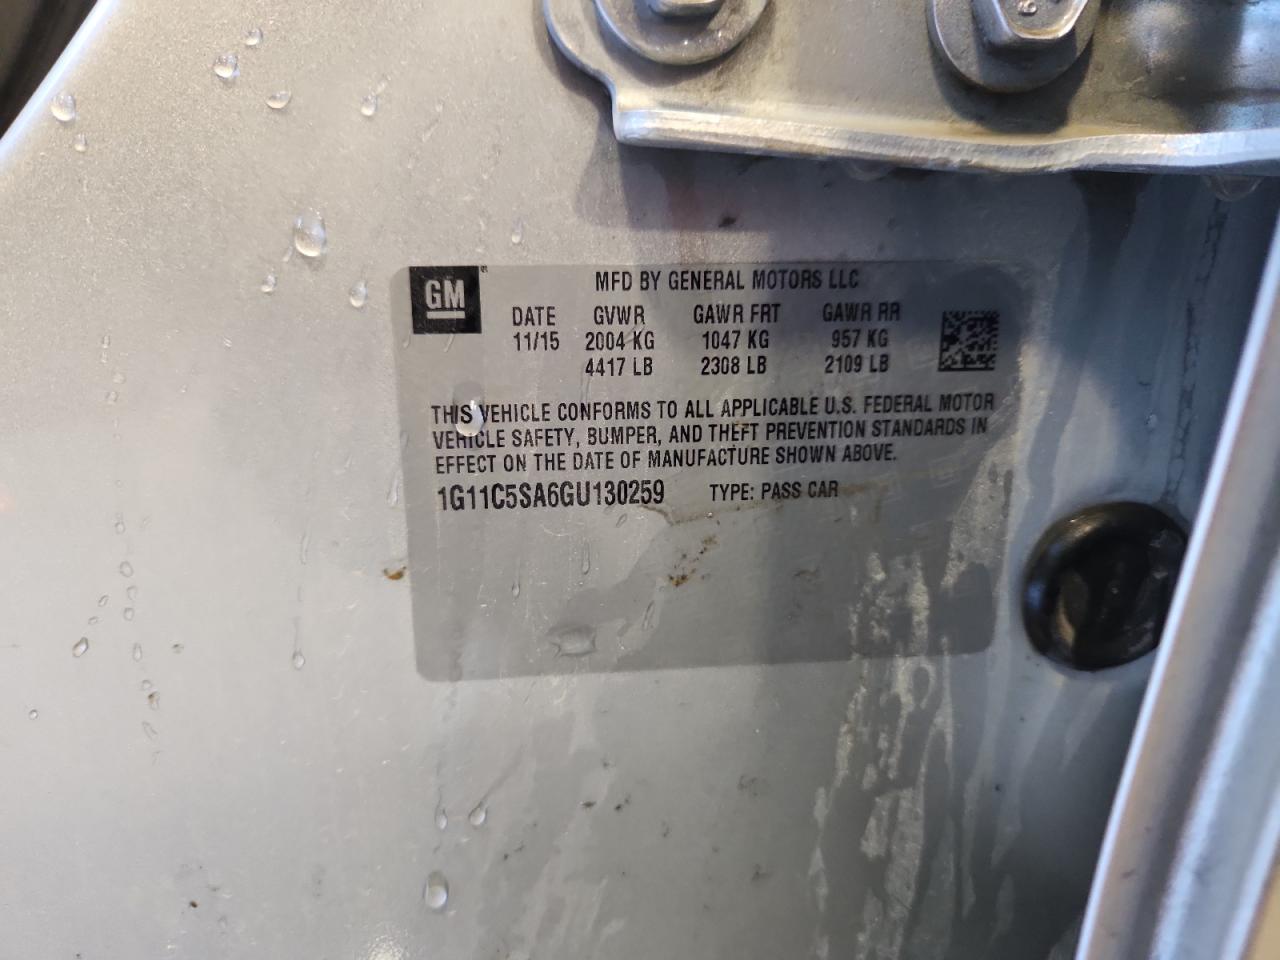 GM
MFD BY GENERAL MOTORS LLC
DATE GVWR GAWR FRT GAWR RR
11/15 2004 KG 1047 KG 957 KG
4417 LB 2308 LB 2109 LB
THIS VEHICLE CONFORMS TO ALL APPLICABLE U.S. FEDERAL MOTOR
VEHICLE SAFETY, BUMPER, AND THEFT PREVENTION STANDARDS IN
EFFECT ON THE DATE OF MANUFACTURE SHOWN ABOVE.
1G11C5SA6GU130259 TYPE: PASS CAR